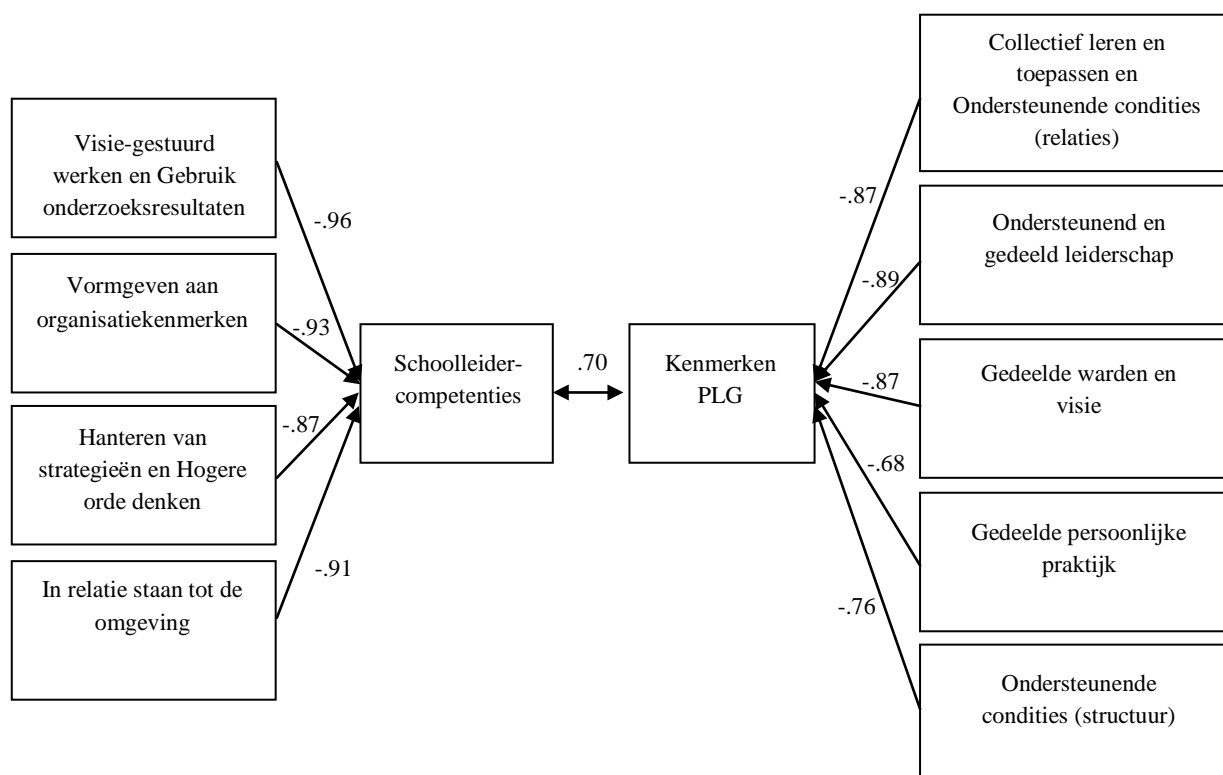 Visie-gestuurd
werken en Gebruik
onderzoeksresultaten
Vormgeven aan
organisatiekenmerken
Hanteren van
strategieën en Hogere
orde denken
In relatie staan tot de
omgeving
-.96
-.93
-.87
-.91
Schoolleider-
competenties
.70
Kenmerken
PLG
-.87
-.89
-.87
-.68
-.76
Collectief leren en
toepassen en
Ondersteunende condities
(relaties)
Ondersteunend en
gedeeld leiderschap
Gedeelde warden en
visie
Gedeelde persoonlijke
praktijk
Ondersteunende
condities (structuur)